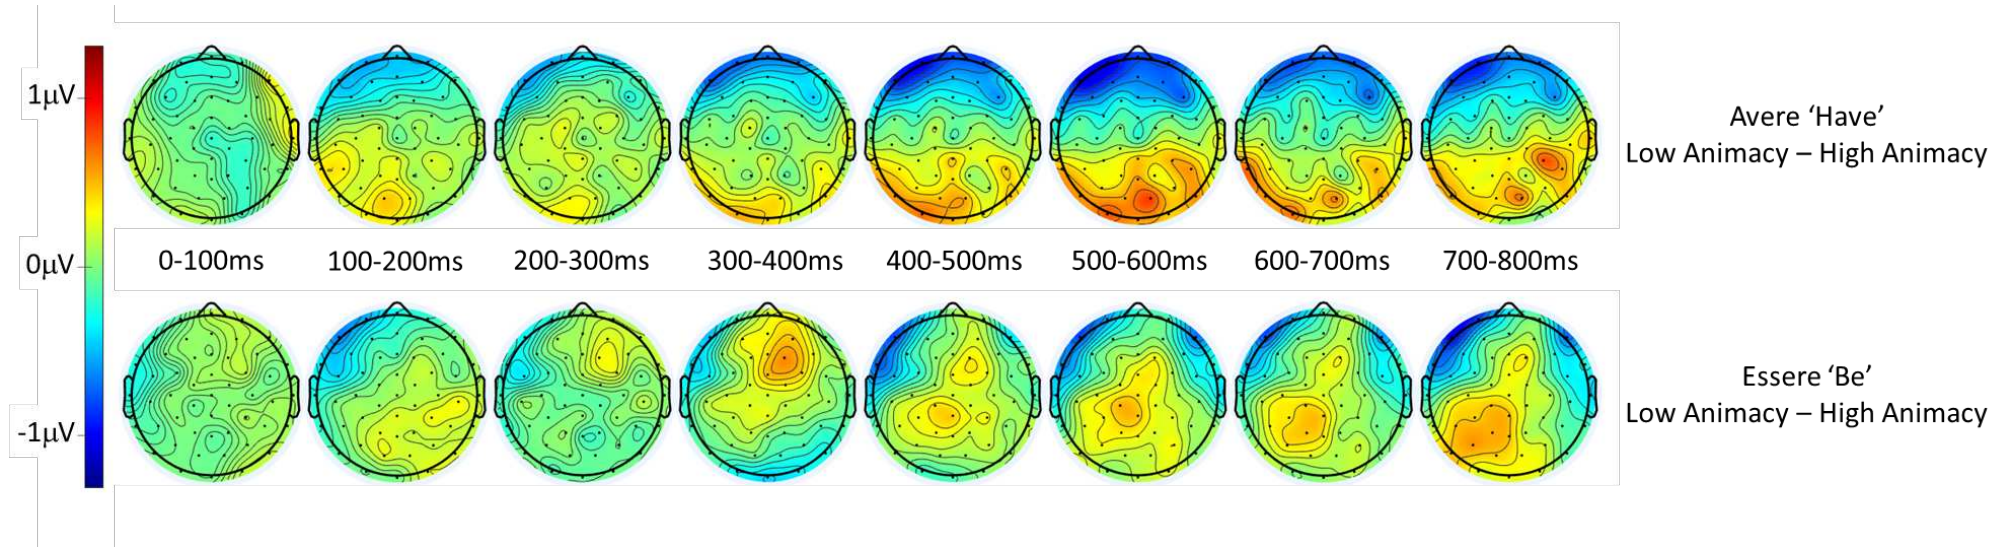 1μV
0μV
-1μV
Avere ‘Have’
Low Animacy – High Animacy
0-100ms 100-200ms 200-300ms 300-400ms 400-500ms 500-600ms 600-700ms 700-800ms
Essere ‘Be’
Low Animacy – High Animacy